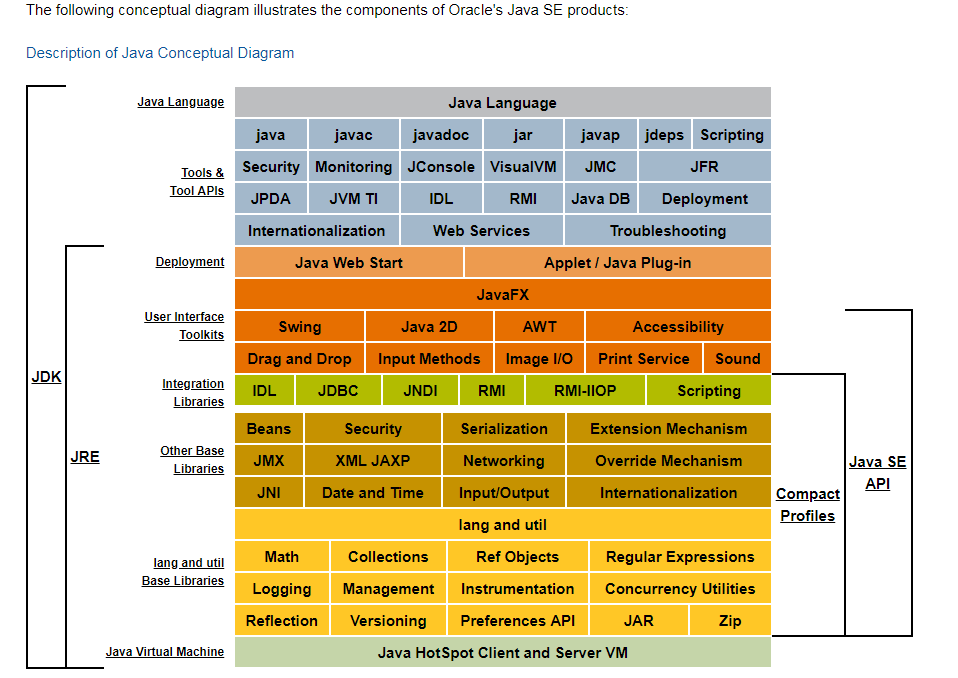 The following conceptual diagram illustrates the components of Oracle's Java SE products:
Description of Java Conceptual Diagram
Java Language
Java Language
java javac javadoc jar javap jdeps Scripting
Tools &
Tool APIs
Security Monitoring JConsole VisualVM JMC JFR
JPDA JVM TI IDL RMI Java DB Deployment
Internationalization Web Services Troubleshooting
Deployment
Java Web Start Applet / Java Plug-in
User Interface
Toolkits
JavaFX
Swing Java 2D AWT Accessibility
Drag and Drop Input Methods Image I/O Print Service Sound
Integration
Libraries
IDL JDBC JNDI RMI RMI-IIOP Scripting
JDK
JRE
Other Base
Libraries
Beans Security Serialization Extension Mechanism
JMX XML JAXP Networking Override Mechanism
JNI Date and Time Input/Output Internationalization
Java SE
API
Compact
Profiles
lang and util
lang and util
Base Libraries
Math Collections Ref Objects Regular Expressions
Logging Management Instrumentation Concurrency Utilities
Reflection Versioning Preferences API JAR Zip
Java Virtual Machine
Java HotSpot Client and Server VM